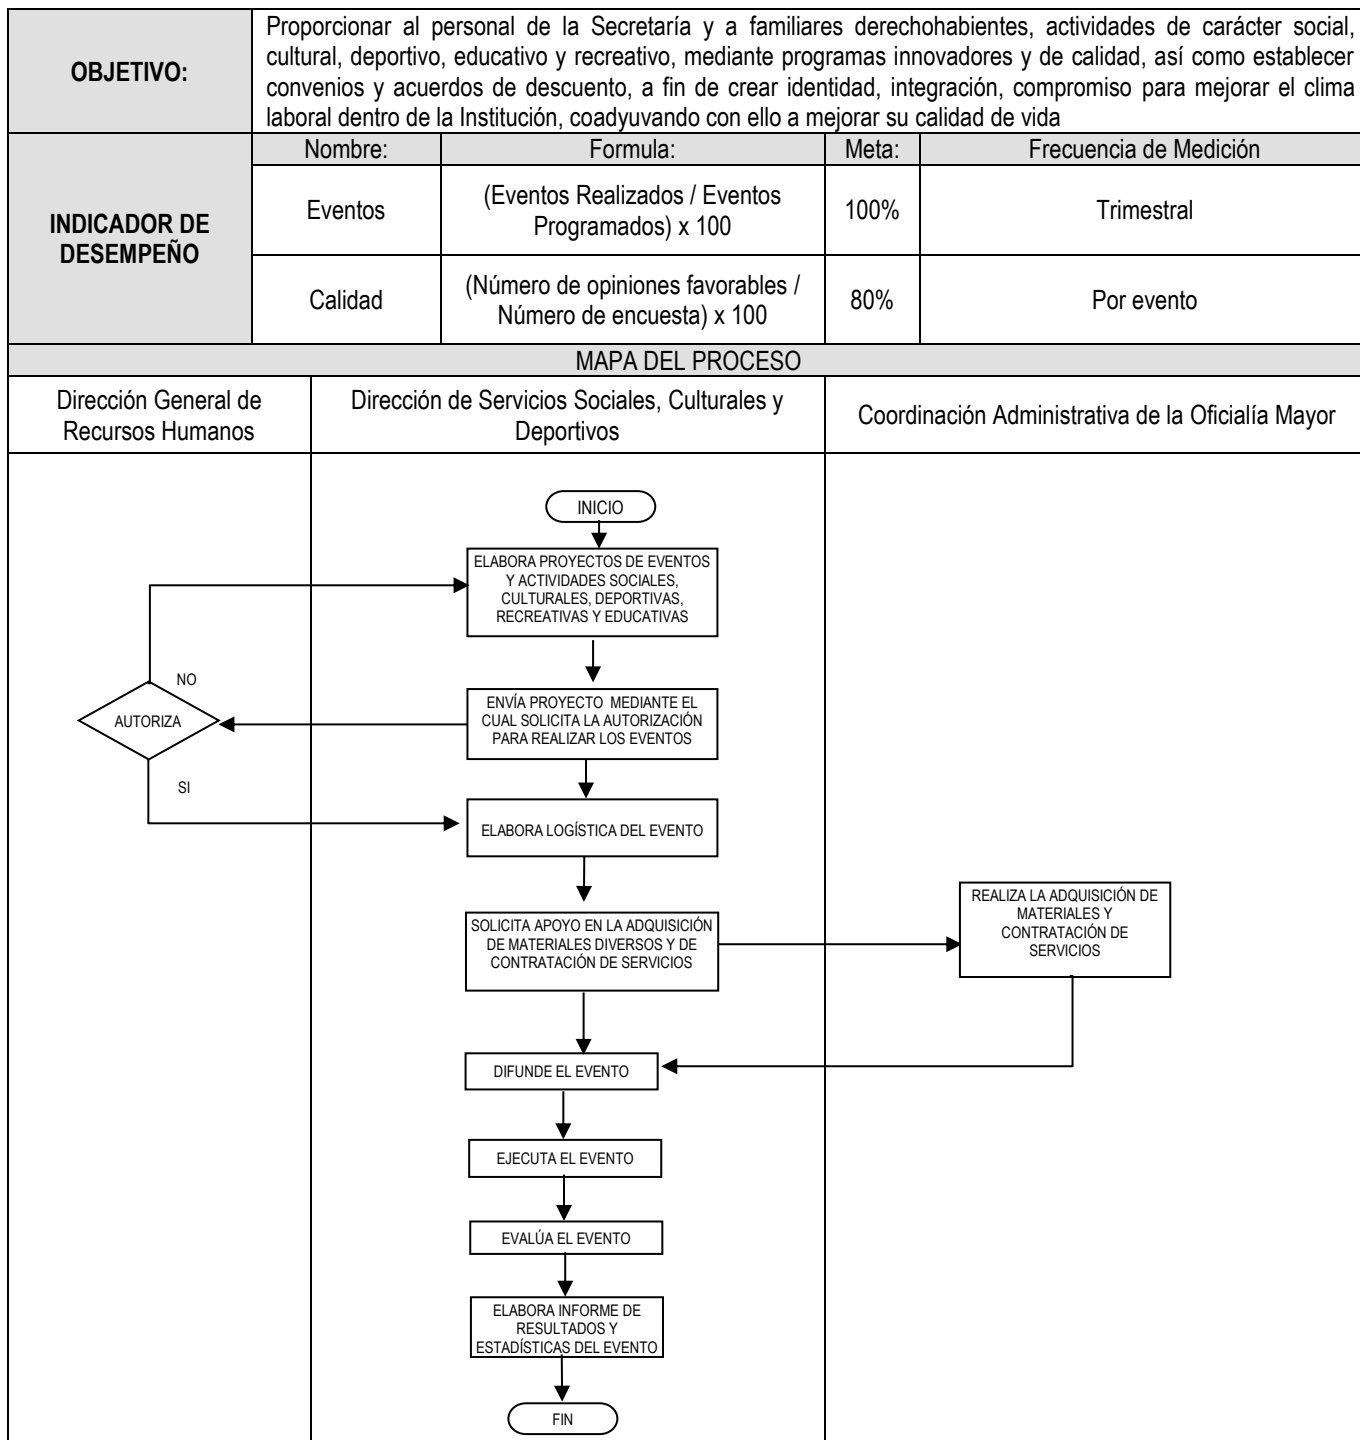 OBJETIVO:
Proporcionar al personal de la Secretaría y a familiares derechohabientes, actividades de carácter social,
cultural, deportivo, educativo y recreativo, mediante programas innovadores y de calidad, así como establecer
convenios y acuerdos de descuento, a fin de crear identidad, integración, compromiso para mejorar el clima
laboral dentro de la Institución, coadyuvando con ello a mejorar su calidad de vida
INDICADOR DE
DESEMPEÑO
Nombre:
Formula:
Meta:
Frecuencia de Medición
Eventos
(Eventos Realizados / Eventos
Programados) x 100
100%
Trimestral
Calidad
(Número de opiniones favorables /
Número de encuesta) x 100
80%
Por evento
MAPA DEL PROCESO
Dirección General de
Recursos Humanos
Dirección de Servicios Sociales, Culturales y
Deportivos
Coordinación Administrativa de la Oficialía Mayor
INICIO
ELABORA PROYECTOS DE EVENTOS
Y ACTIVIDADES SOCIALES,
CULTURALES, DEPORTIVAS,
RECREATIVAS Y EDUCATIVAS
NO
AUTORIZA
ENVÍA PROYECTO MEDIANTE EL
CUAL SOLICITA LA AUTORIZACIÓN
PARA REALIZAR LOS EVENTOS
SI
ELABORA LOGÍSTICA DEL EVENTO
SOLICITA APOYO EN LA ADQUISICIÓN
DE MATERIALES DIVERSOS Y DE
CONTRATACIÓN DE SERVICIOS
REALIZA LA ADQUISICIÓN DE
MATERIALES Y
CONTRATACIÓN DE
SERVICIOS
DIFUNDE EL EVENTO
EJECUTA EL EVENTO
EVALÚA EL EVENTO
ELABORA INFORME DE
RESULTADOS Y
ESTADÍSTICAS DEL EVENTO
FIN